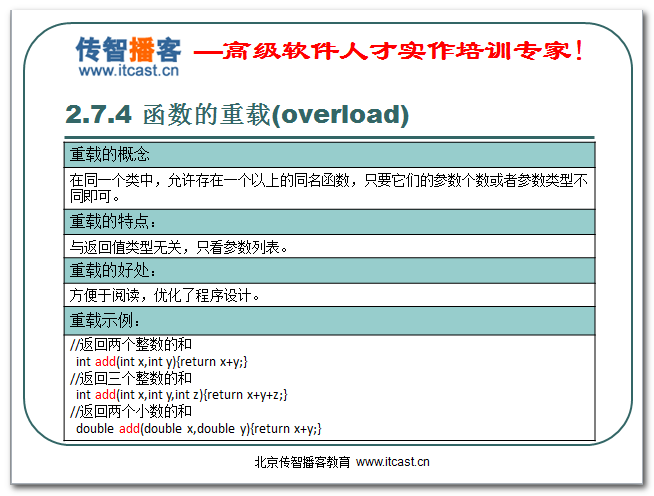 传智播客 —高级软件人才实作培训专家!
www.itcast.cn
2.7.4 函数的重载(overload)
重载的概念
在同一个类中，允许存在一个以上的同名函数，只要它们的参数个数或者参数类型不
同即可。
重载的特点：
与返回值类型无关，只看参数列表。
重载的好处：
方便于阅读，优化了程序设计。
重载示例：
//返回两个整数的和
int add(int x,int y){return x+y;}
//返回三个整数的和
int add(int x,int y,int z){return x+y+z;}
//返回两个小数的和
double add(double x,double y){return x+y;}
北京传智播客教育 www.itcast.cn